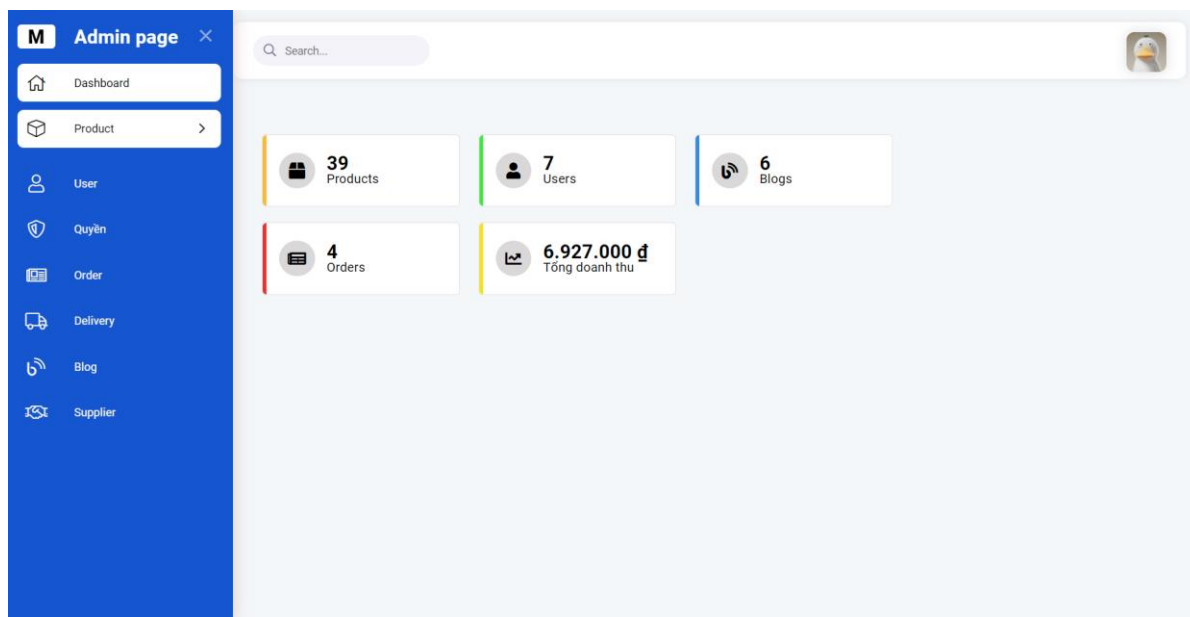 M Admin page
Search...
Dashboard
Product
User
Quyền
Order
Delivery
Blog
Supplier
39
Products
7
Users
6
Blogs
4
Orders
6.927.000 ₫
Tổng doanh thu